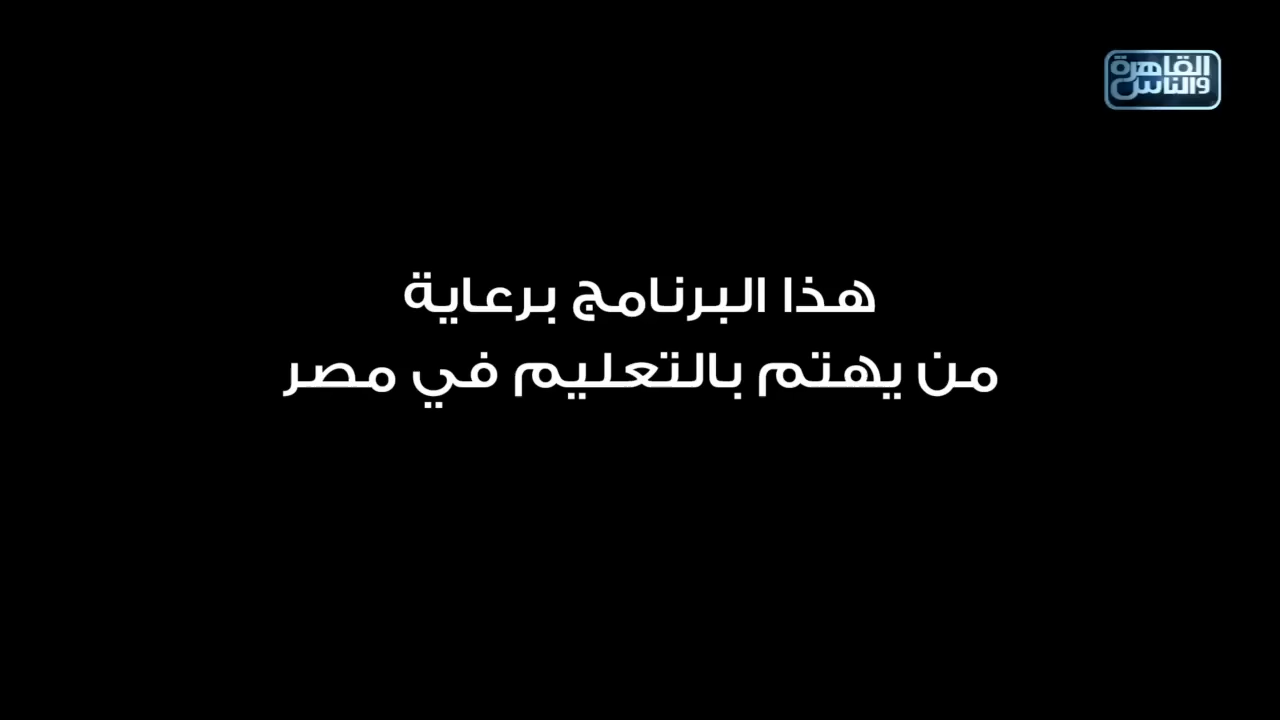 القاهرة
والناس
هذا البرنامج برعاية
من يهتم بالتعليم في مصر